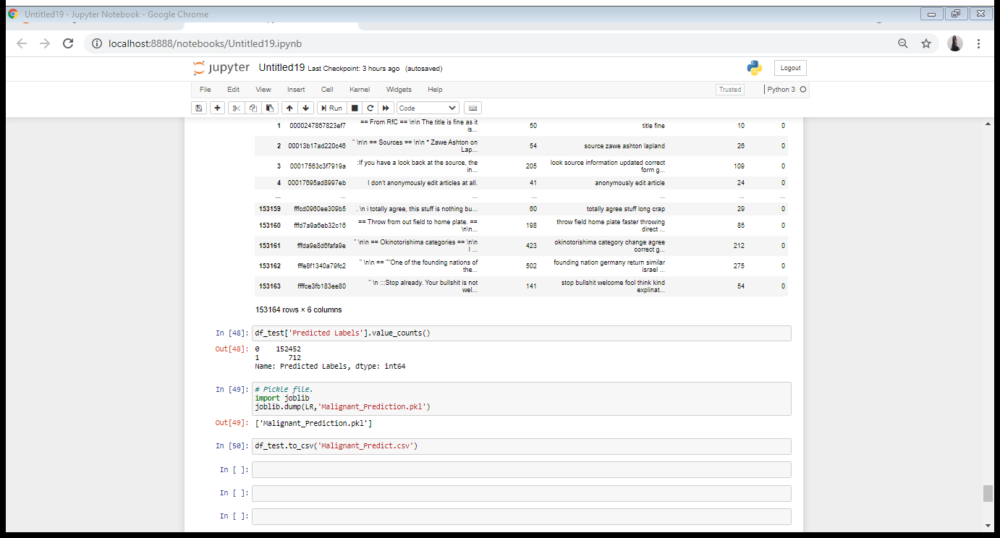 Untitled19 - Jupyter Notebook - Google Chrome
localhost:8888/notebooks/Untitled19.ipynb
jupyter Untitled19 Last Checkpoint: 3 hours ago (autosaved)
Logout
File Edit View Insert Cell Kernel Widgets Help
Trusted
Python 3
Run
Code
1 0000247867823ef7 == From RfC == \n\n The title is fine as it is... 50 title fine 10 0
2 00013b17ad220c46 " \n\n == Sources == \n\n * Zawe Ashton on Lap... 54 source zawe ashton lapland 26 0
3 00017563c3f7919a :If you have a look back at the source, the in... 205 look source information updated correct form g... 109 0
4 00017695ad8997eb I don't anonymously edit articles at all. 41 anonymously edit article 24 0
... ... ... ... ... ... ...
153159 fffcd0960ee309b5 . \n i totally agree, this stuff is nothing bu... 60 totally agree stuff long crap 29 0
153160 fffd7a9a6eb32c16 == Throw from out field to home plate. == \n\n... 198 throw field home plate faster throwing direct ... 85 0
153161 fffda9e8d6fafa9e " \n\n == Okinotorishima categories == \n\n I ... 423 okinotorishima category change agree correct g... 212 0
153162 fffe8f1340a79fc2 " \n\n == ""One of the founding nations of the... 502 founding nation germany return similar israel ... 275 0
153163 ffffce3fb183ee80 " \n :::Stop already. Your bullshit is not wel... 141 stop bullshit welcome fool think kind explinat... 54 0
153164 rows × 6 columns
In [48]: df_test['Predicted Labels'].value_counts()
Out[48]: 0 152452
1 712
Name: Predicted Labels, dtype: int64
In [49]: # Pickle file.
import joblib
joblib.dump(LR,'Malignant_Prediction.pkl')
Out[49]: ['Malignant_Prediction.pkl']
In [50]: df_test.to_csv('Malignant_Predict.csv')
In [ ]:
In [ ]:
In [ ]: